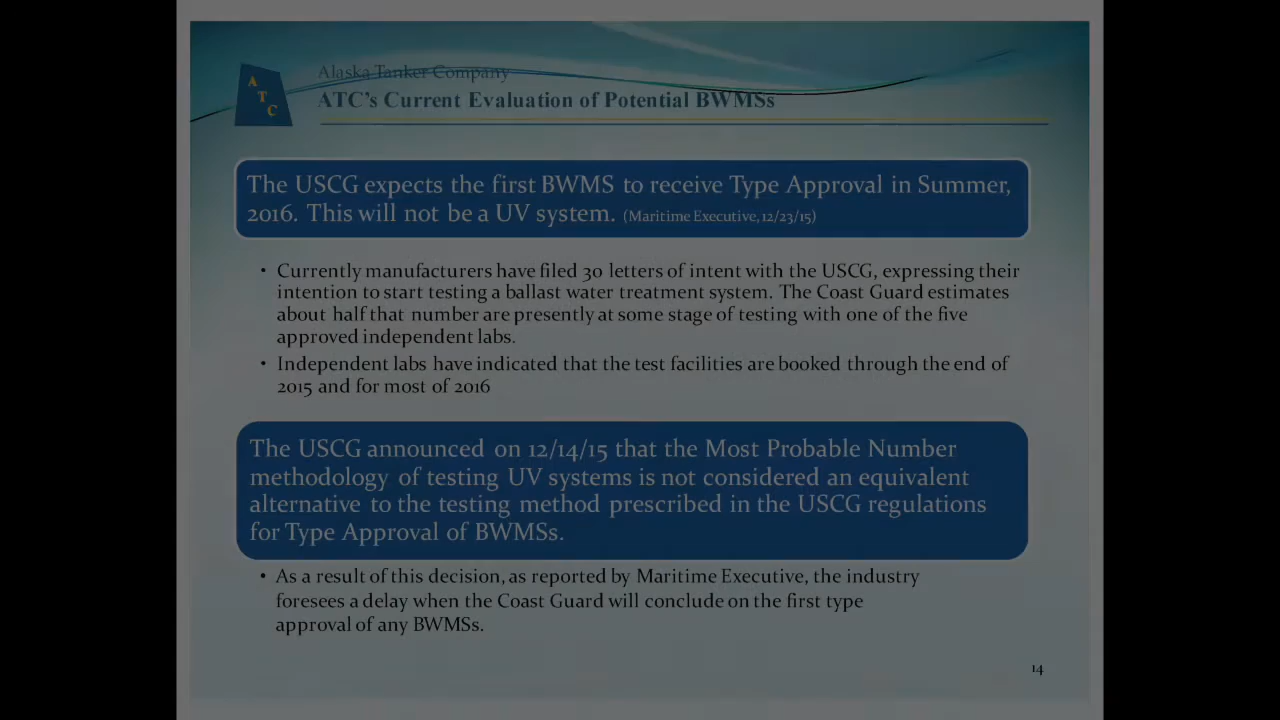 Alaska Tanker Company
ATC
ATC's Current Evaluation of Potential BWMSs
The USCG expects the first BWMS to receive Type Approval in Summer,
2016. This will not be a UV system. (Maritime Executive, 12/23/15)
• Currently manufacturers have filed 30 letters of intent with the USCG, expressing their
intention to start testing a ballast water treatment system. The Coast Guard estimates
about half that number are presently at some stage of testing with one of the five
approved independent labs.
• Independent labs have indicated that the test facilities are booked through the end of
2015 and for most of 2016
The USCG announced on 12/14/15 that the Most Probable Number
methodology of testing UV systems is not considered an equivalent
alternative to the testing method prescribed in the USCG regulations
for Type Approval of BWMSs.
• As a result of this decision, as reported by Maritime Executive, the industry
foresees a delay when the Coast Guard will conclude on the first type
approval of any BWMSs.
14